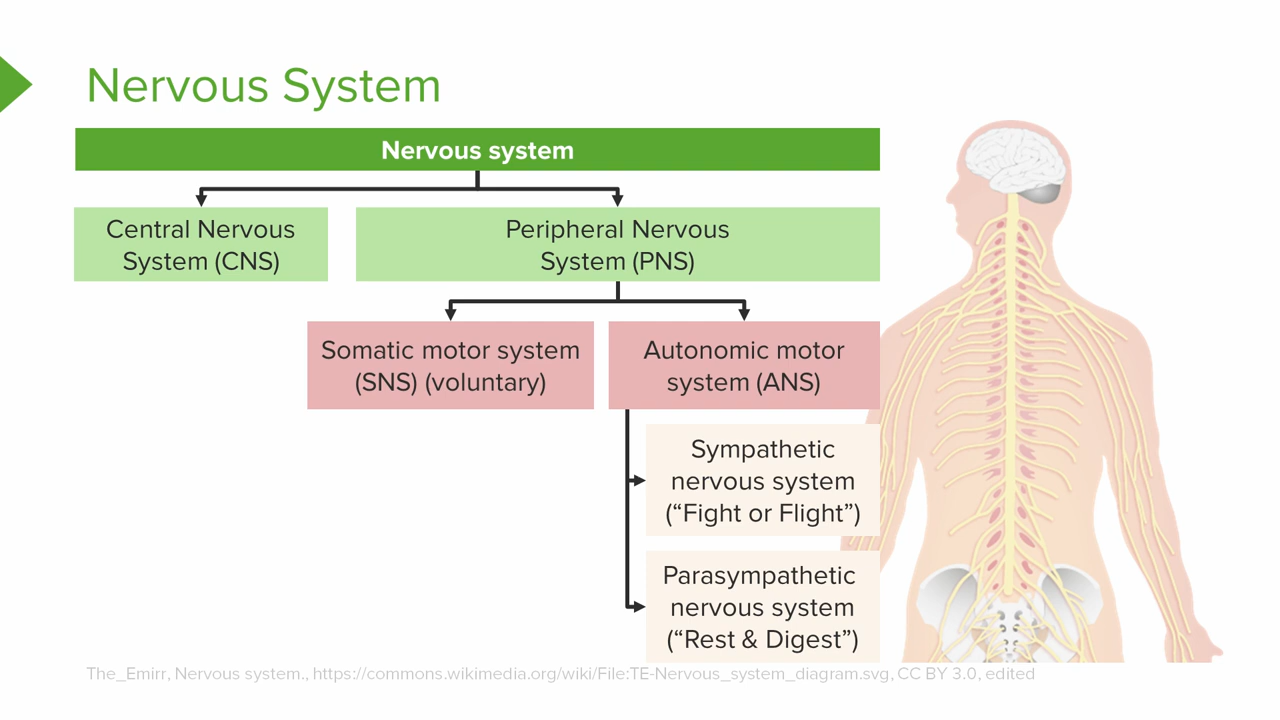 Nervous System
Nervous system
Central Nervous
System (CNS)
Peripheral Nervous
System (PNS)
Somatic motor system
(SNS) (voluntary)
Autonomic motor
system (ANS)
Sympathetic
nervous system
(“Fight or Flight”)
Parasympathetic
nervous system
(“Rest & Digest”)
The_Emirr, Nervous system., https://commons.wikimedia.org/wiki/File:TE-Nervous_system_diagram.svg, CC BY 3.0, edited